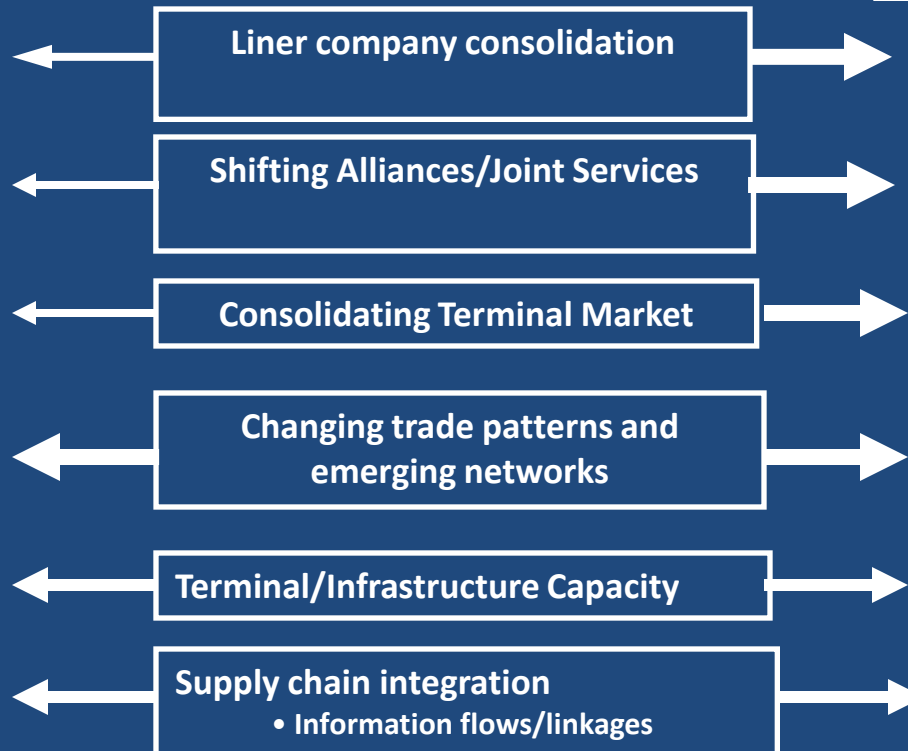 Liner company consolidation
Shifting Alliances/Joint Services
Consolidating Terminal Market
Changing trade patterns and
emerging networks
Terminal/Infrastructure Capacity
Supply chain integration
• Information flows/linkages